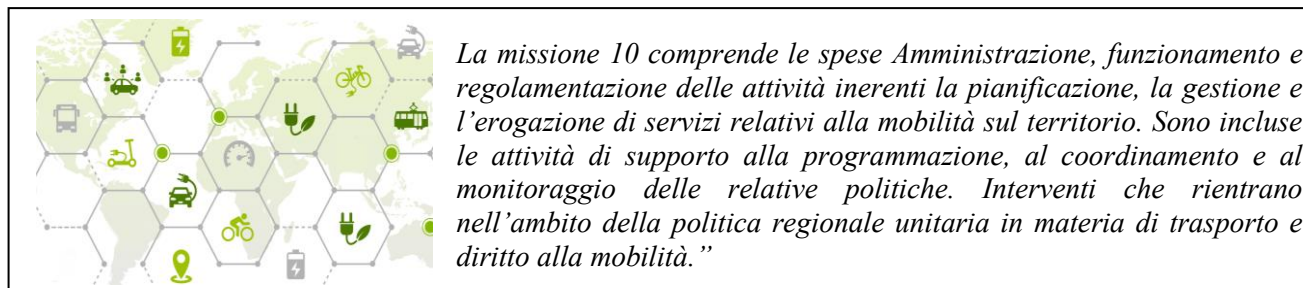 La missione 10 comprende le spese Amministrazione, funzionamento e
regolamentazione delle attività inerenti la pianificazione, la gestione e
l’erogazione di servizi relativi alla mobilità sul territorio. Sono incluse
le attività di supporto alla programmazione, al coordinamento e al
monitoraggio delle relative politiche. Interventi che rientrano
nell’ambito della politica regionale unitaria in materia di trasporto e
diritto alla mobilità.”